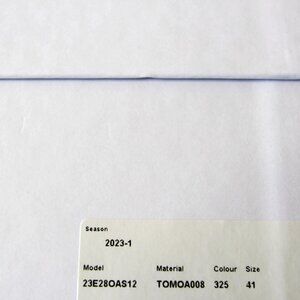 Season
2023-1
Model Material Colour Size
23E28OAS12 TOMOA008 325 41